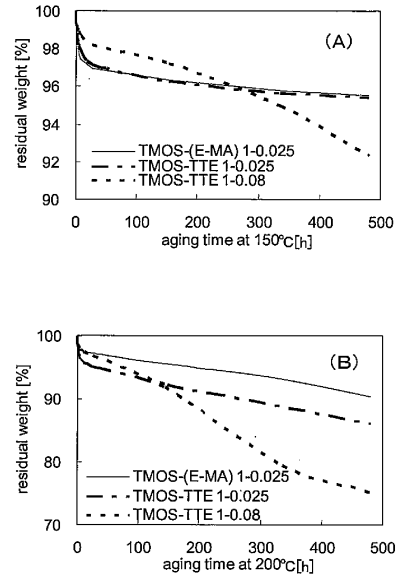 100
98
96
94
92
90
residual weight [%]
(A)
TMOS-(E-MA) 1-0.025
TMOS-TTE 1-0.025
TMOS-TTE 1-0.08
0 100 200 300 400 500
aging time at 150℃[h]
100
90
80
70
residual weight [%]
(B)
TMOS-(E-MA) 1-0.025
TMOS-TTE 1-0.025
TMOS-TTE 1-0.08
0 100 200 300 400 500
aging time at 200℃[h]